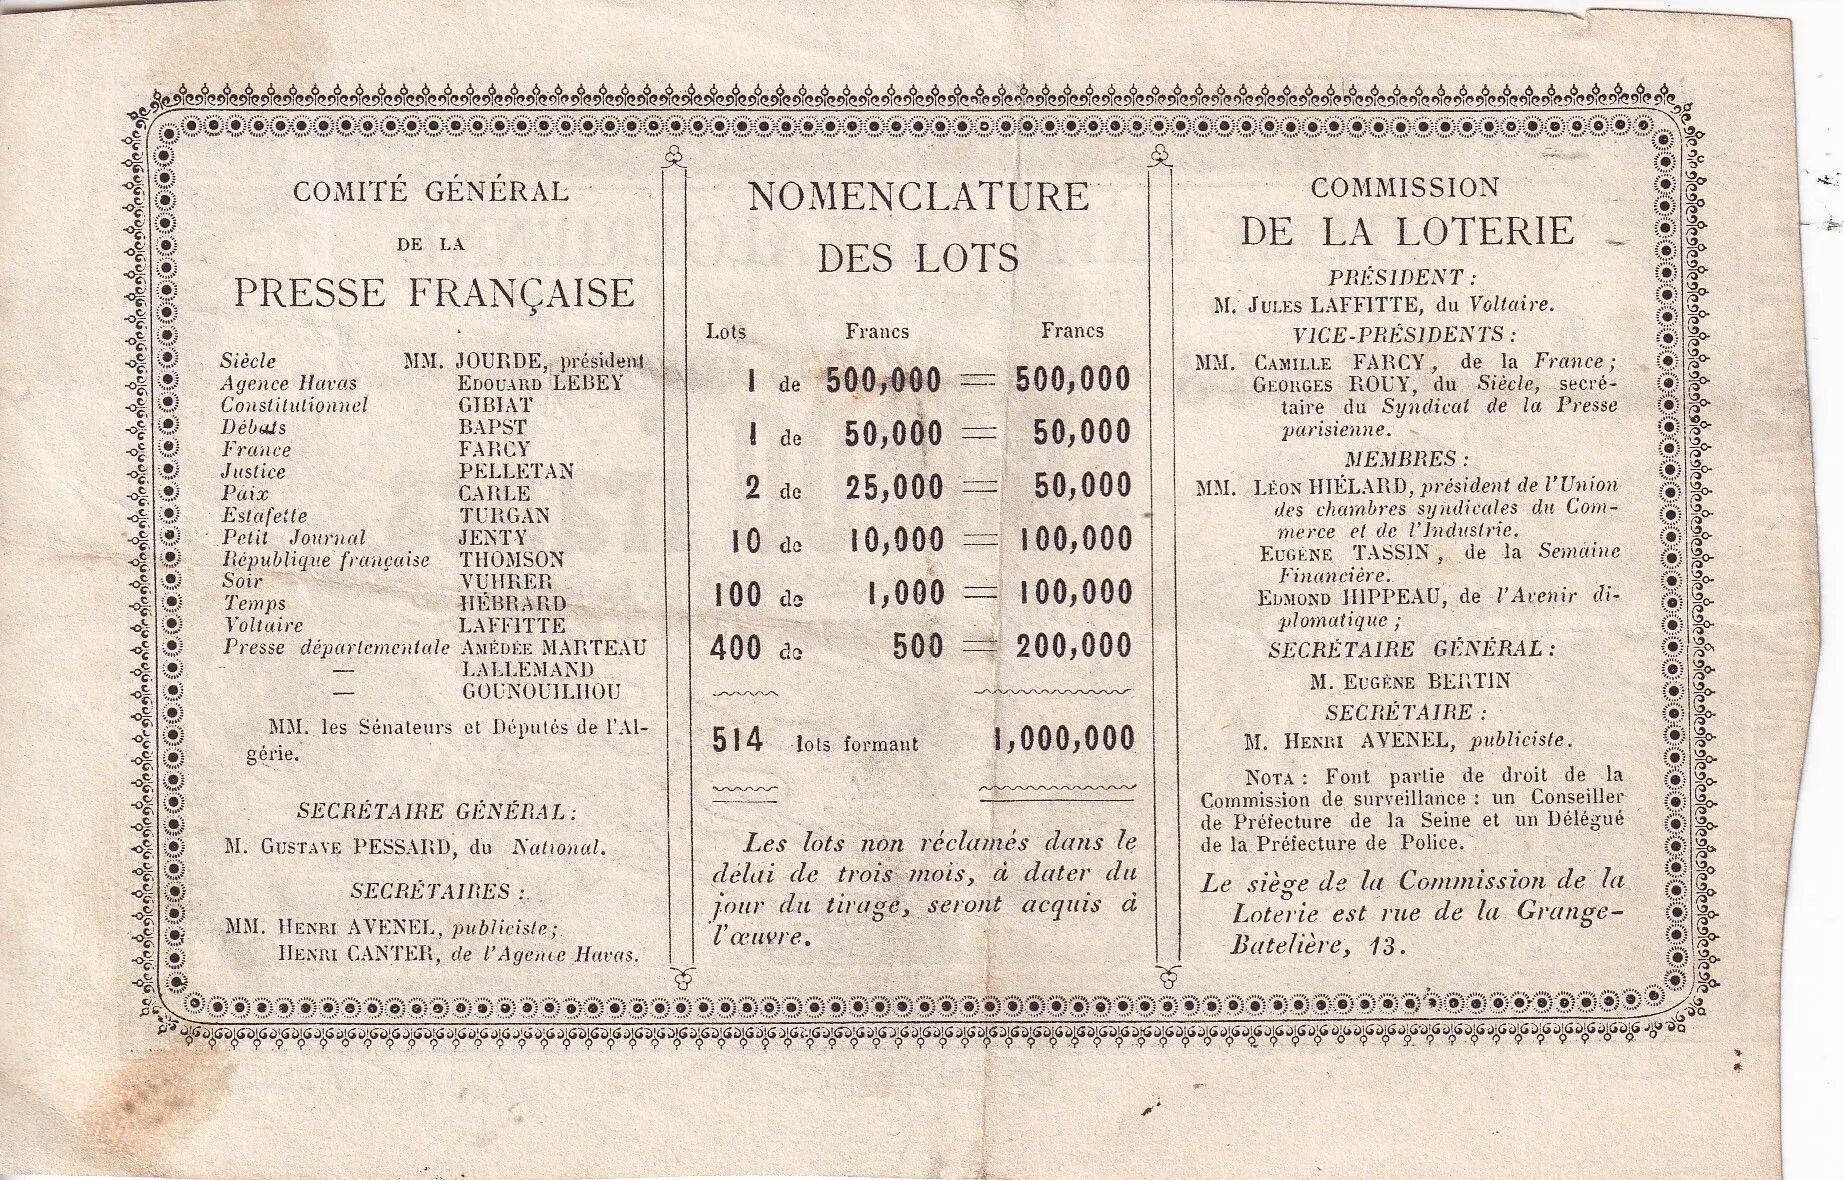 COMITÉ GÉNÉRAL
DE LA
PRESSE FRANÇAISE
Siècle MM. JOURDE, président
Agence Havas EDOUARD LEBEY
Constitutionnel GIBIAT
Débats BAPST
France FARCY
Justice PELLETAN
Paix CARLE
Estafette TURGAN
Petit Journal JENTY
République française THOMSON
Soir VUHRER
Temps HÉBRARD
Voltaire LAFFITTE
Presse départementale AMÉDÉE MARTEAU
— LALLEMAND
— GOUNOUILHOU
MM. les Sénateurs et Députés de l'Al-
gérie.
SECRÉTAIRE GÉNÉRAL :
M. GUSTAVE PESSARD, du National.
SECRÉTAIRES :
MM. HENRI AVENEL, publiciste;
HENRI CANTER, de l'Agence Havas.
NOMENCLATURE
DES LOTS
Lots Francs Francs
1 de 500,000 = 500,000
1 de 50,000 = 50,000
2 de 25,000 = 50,000
10 de 10,000 = 100,000
100 de 1,000 = 100,000
400 de 500 = 200,000
514 lots formant 1,000,000
Les lots non réclamés dans le
délai de trois mois, à dater du
jour du tirage, seront acquis à
l'œuvre.
COMMISSION
DE LA LOTERIE
PRÉSIDENT :
M. JULES LAFFITTE, du Voltaire.
VICE-PRÉSIDENTS :
MM. CAMILLE FARCY, de la France ;
GEORGES ROUY, du Siècle, secré-
taire du Syndicat de la Presse
parisienne.
MEMBRES :
MM. LÉON HIÉLARD, président de l'Union
des chambres syndicales du Com-
merce et de l'Industrie.
EUGÈNE TASSIN, de la Semaine
Financière.
EDMOND HIPPEAU, de l'Avenir di-
plomatique ;
SECRÉTAIRE GÉNÉRAL :
M. EUGÈNE BERTIN
SECRÉTAIRE :
M. HENRI AVENEL, publiciste.
NOTA : Font partie de droit de la
Commission de surveillance : un Conseiller
de Préfecture de la Seine et un Délégué
de la Préfecture de Police.
Le siège de la Commission de la
Loterie est rue de la Grange-
Batelière, 13.